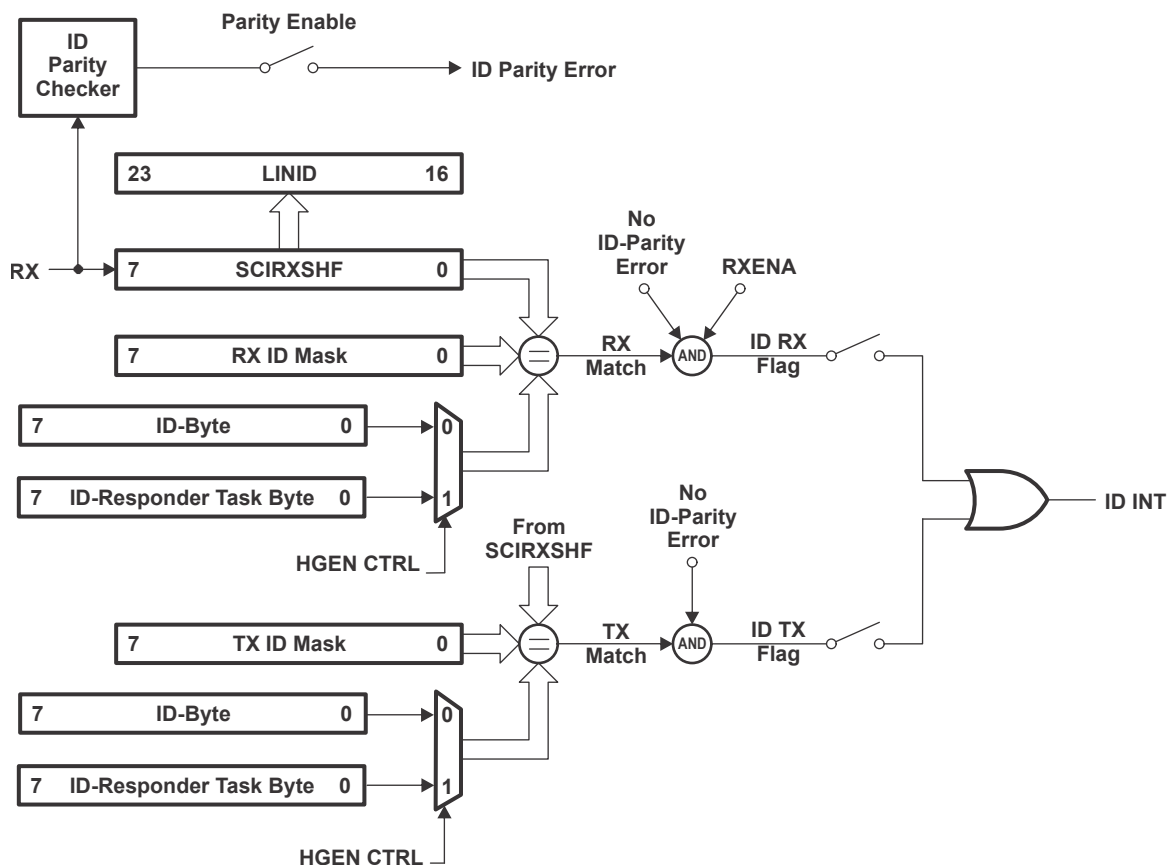 Parity Enable
ID
Parity
Checker
ID Parity Error
23 LINID 16
RX
7 SCIRXSHF 0
No
ID-Parity
Error
RXENA
7 RX ID Mask 0
RX
Match
AND
ID RX
Flag
7 ID-Byte 0
0
7 ID-Responder Task Byte 0
1
HGEN CTRL
From
SCIRXSHF
No
ID-Parity
Error
ID INT
7 TX ID Mask 0
TX
Match
AND
ID TX
Flag
7 ID-Byte 0
0
7 ID-Responder Task Byte 0
1
HGEN CTRL